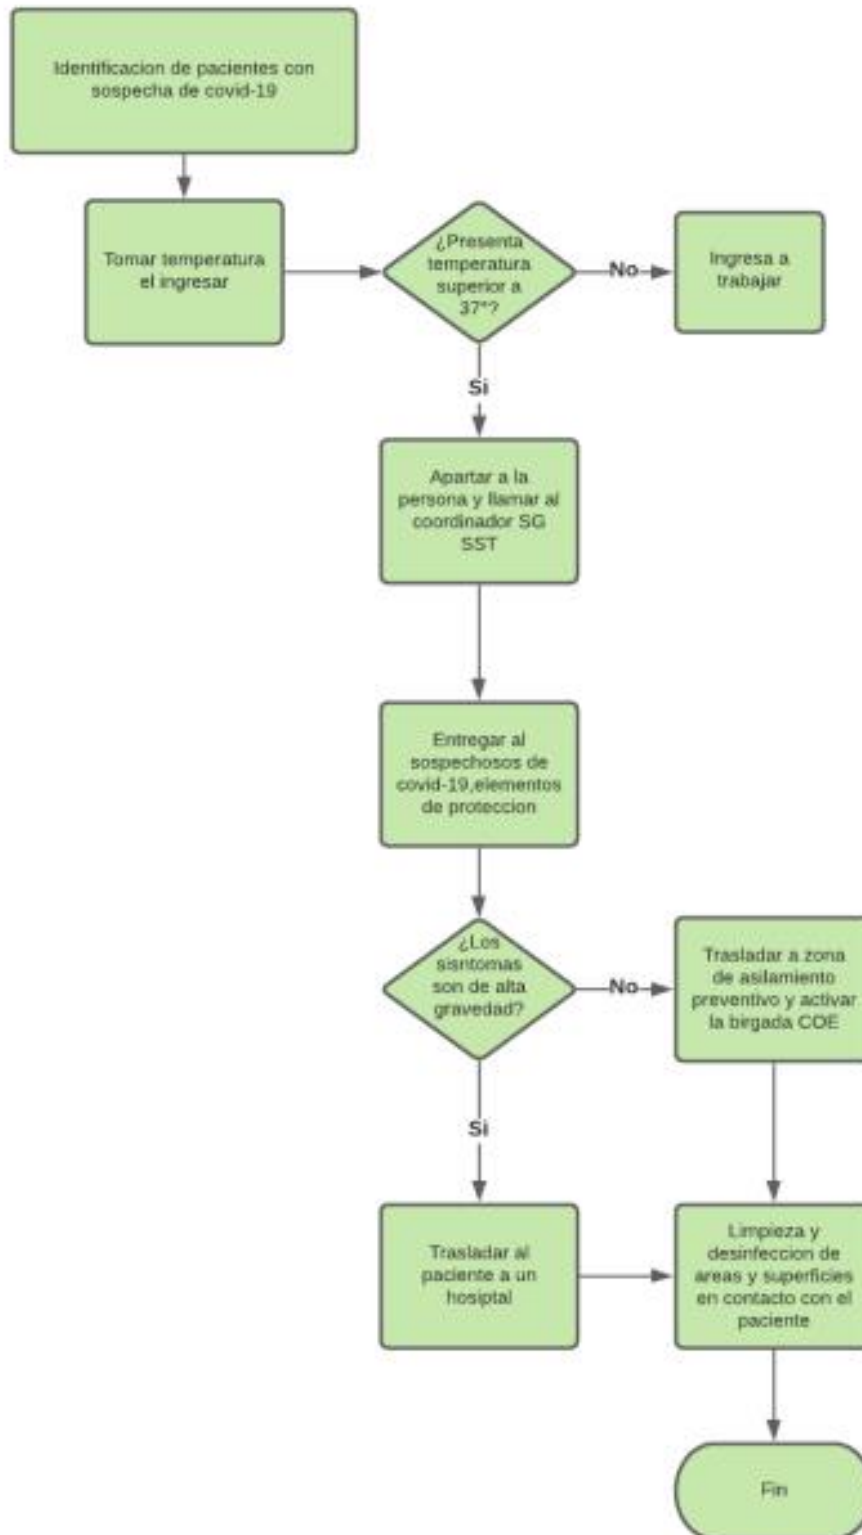 Identificacion de pacientes con
sospecha de covid-19
Tomar temperatura
el ingresar
¿Presenta
temperatura
superior a
37°?
No
Ingresa a
trabajar
Si
Apartar a la
persona y llamar al
coordinador SG
SST
Entregar al
sospechosos de
covid-19,elementos
de proteccion
¿Los
sisntomas
son de alta
gravedad?
No
Trasladar a zona
de asilamiento
preventivo y activar
la birgada COE
Si
Trasladar al
paciente a un
hosiptal
Limpieza y
desinfeccion de
areas y superficies
en contacto con el
paciente
Fin